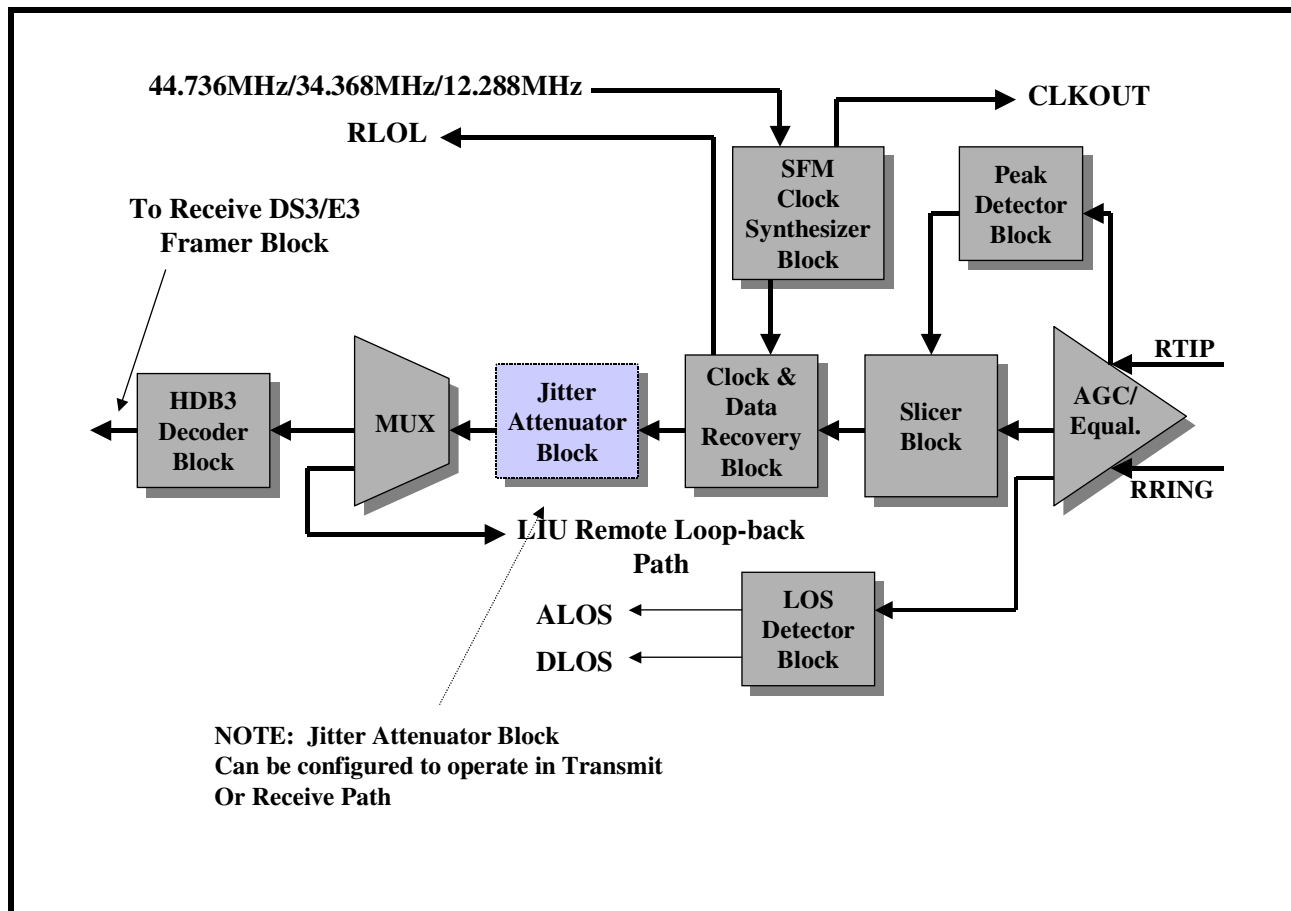 44.736MHz/34.368MHz/12.288MHz
CLKOUT
RLOL
SFM
Clock
Synthesizer
Block
Peak
Detector
Block
To Receive DS3/E3
Framer Block
RTIP
HDB3
Decoder
Block
MUX
Jitter
Attenuator
Block
Clock &
Data
Recovery
Block
Slicer
Block
AGC/
Equal.
RRING
LIU Remote Loop-back
Path
ALOS
DLOS
LOS
Detector
Block
NOTE: Jitter Attenuator Block
Can be configured to operate in Transmit
Or Receive Path